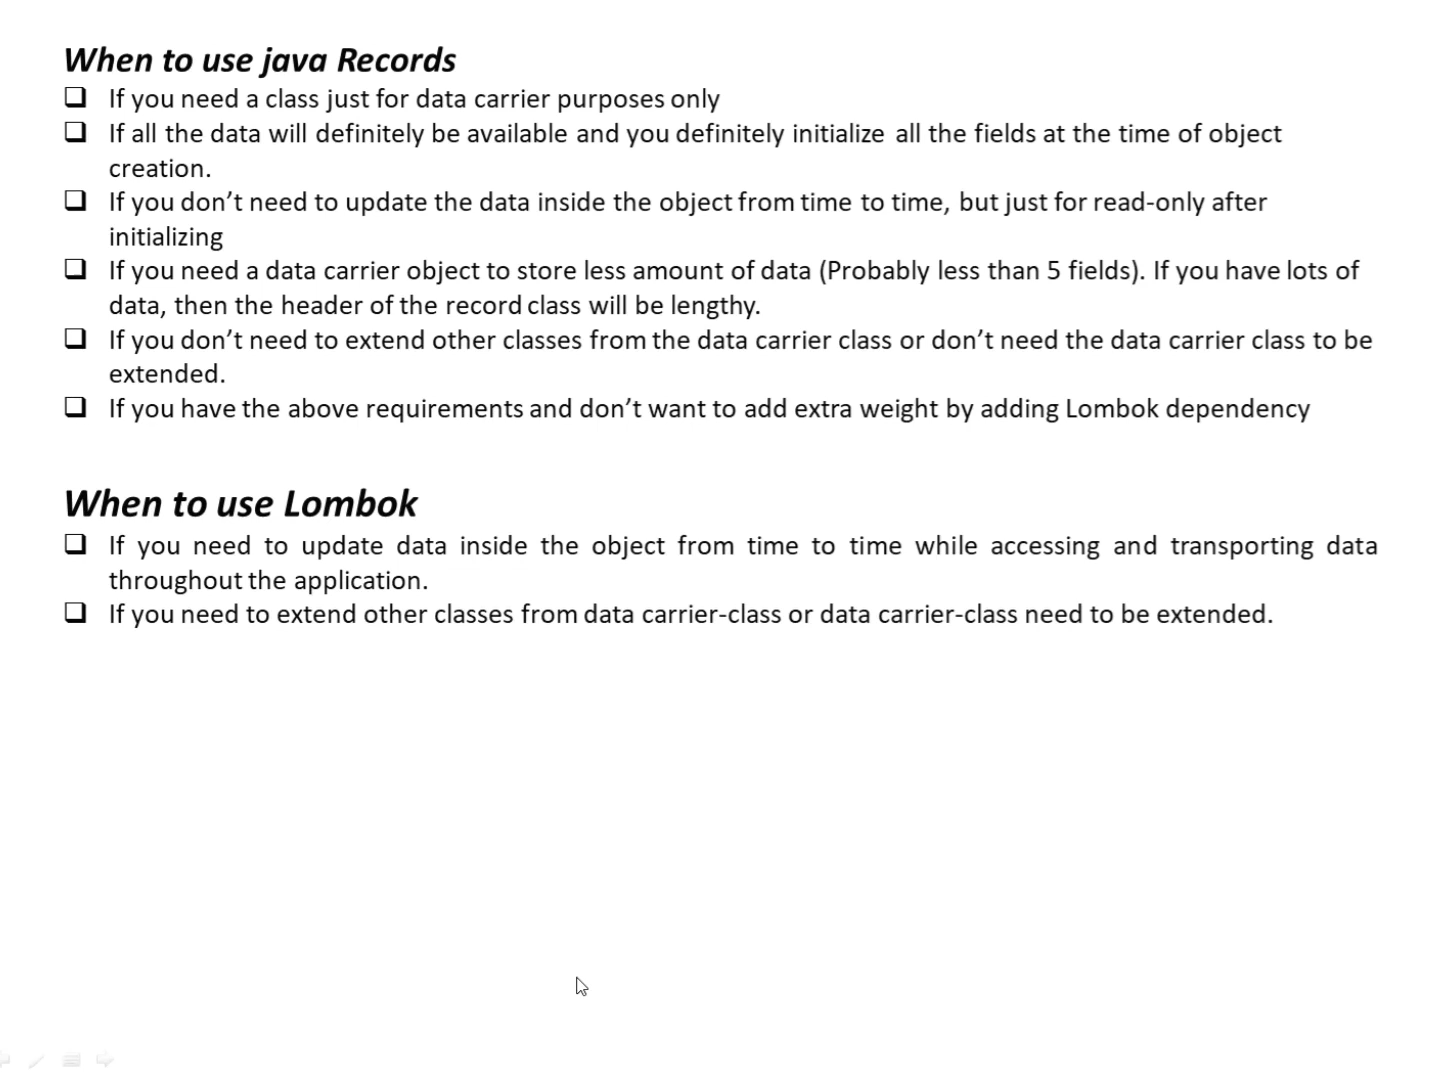 When to use java Records
❑ If you need a class just for data carrier purposes only
❑ If all the data will definitely be available and you definitely initialize all the fields at the time of object
creation.
❑ If you don’t need to update the data inside the object from time to time, but just for read-only after
initializing
❑ If you need a data carrier object to store less amount of data (Probably less than 5 fields). If you have lots of
data, then the header of the record class will be lengthy.
❑ If you don’t need to extend other classes from the data carrier class or don’t need the data carrier class to be
extended.
❑ If you have the above requirements and don’t want to add extra weight by adding Lombok dependency
When to use Lombok
❑ If you need to update data inside the object from time to time while accessing and transporting data
throughout the application.
❑ If you need to extend other classes from data carrier-class or data carrier-class need to be extended.